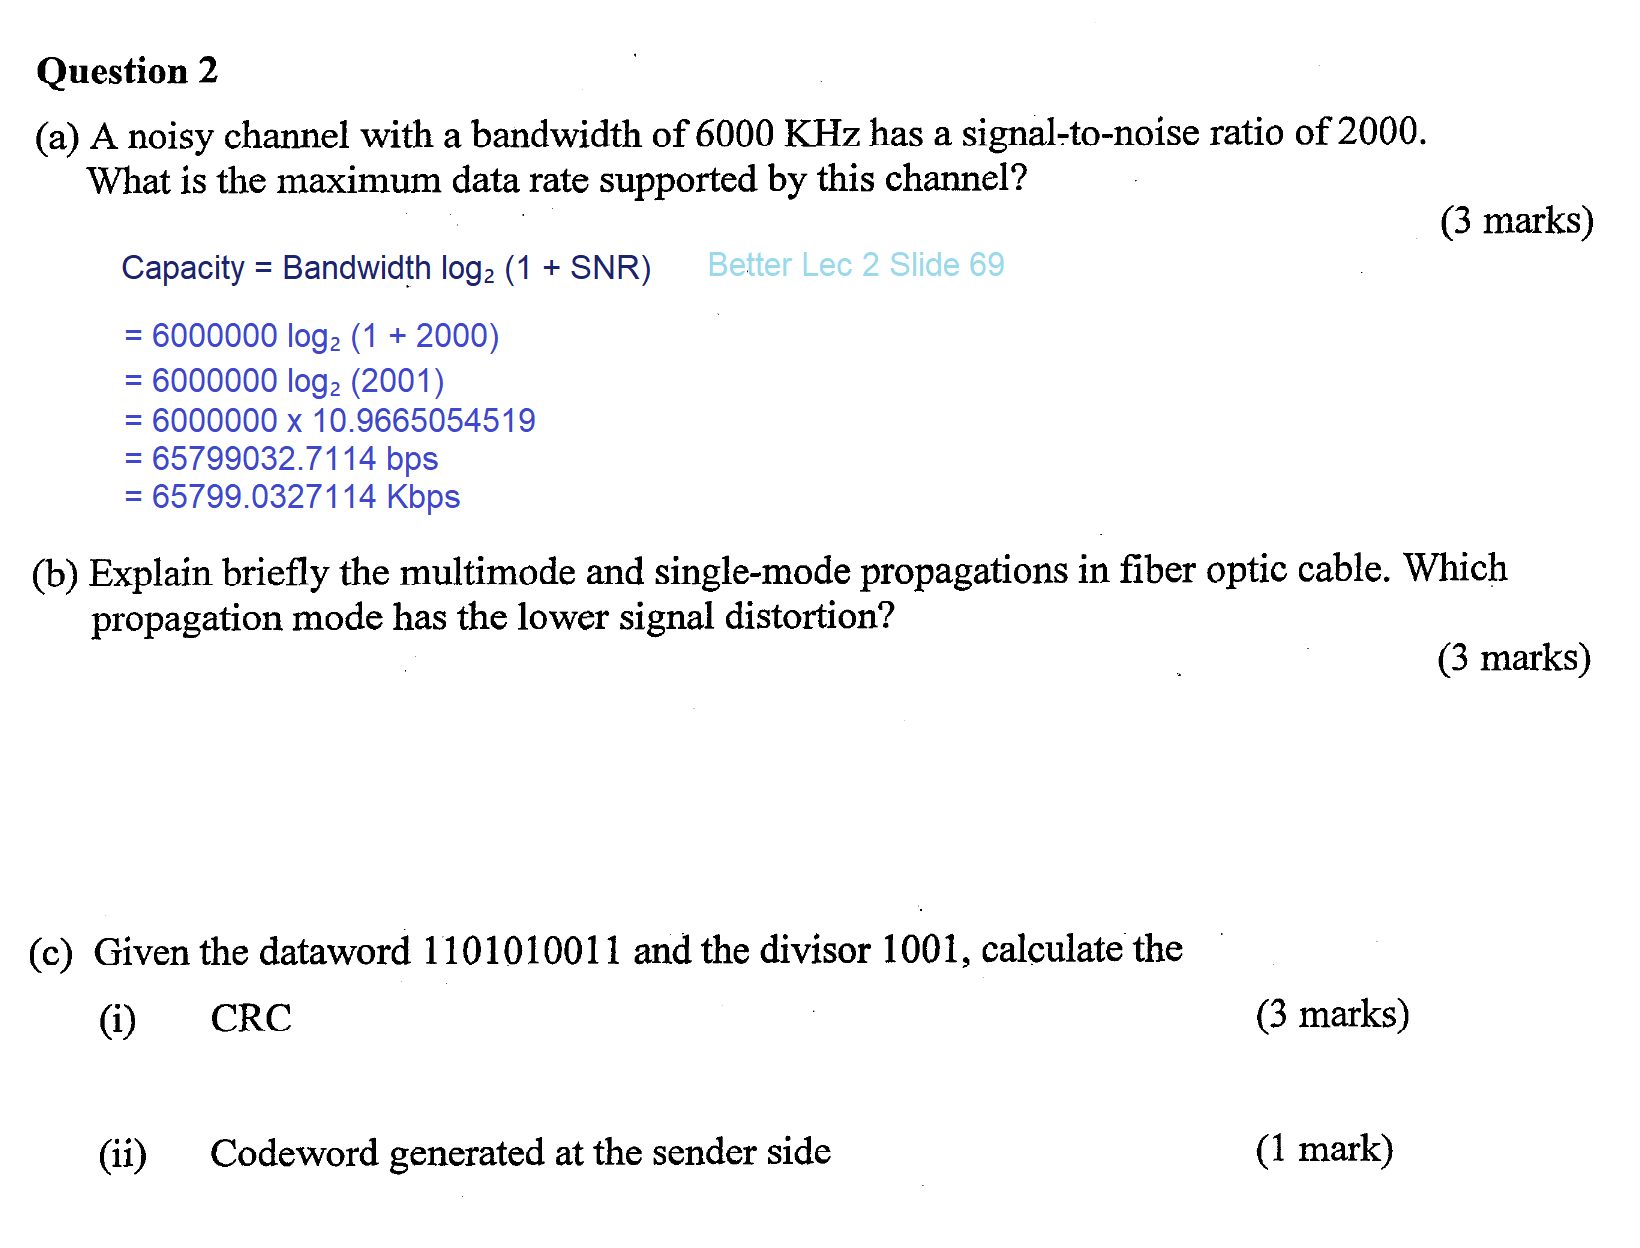 Question 2
(a) A noisy channel with a bandwidth of 6000 KHz has a signal-to-noise ratio of 2000.
What is the maximum data rate supported by this channel?
(3 marks)
Capacity = Bandwidth log₂ (1 + SNR) Better Lec 2 Slide 69
= 6000000 log₂ (1 + 2000)
= 6000000 log₂ (2001)
= 6000000 x 10.9665054519
= 65799032.7114 bps
= 65799.0327114 Kbps
(b) Explain briefly the multimode and single-mode propagations in fiber optic cable. Which
propagation mode has the lower signal distortion?
(3 marks)
(c) Given the dataword 1101010011 and the divisor 1001, calculate the
(i) CRC (3 marks)
(ii) Codeword generated at the sender side (1 mark)